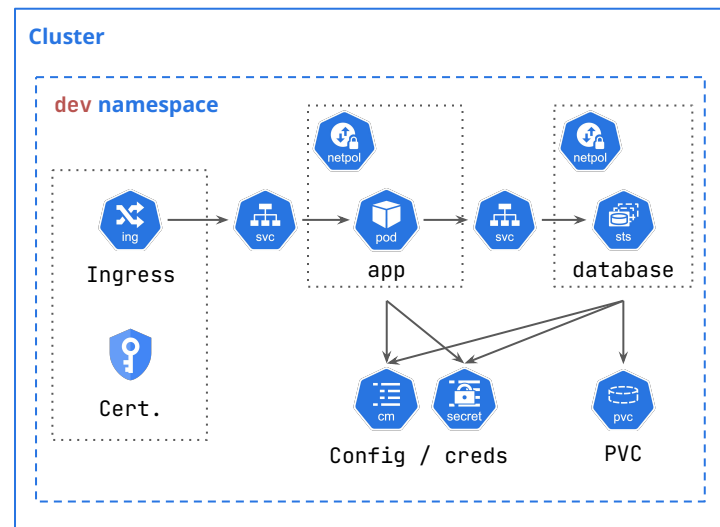 Cluster
dev namespace
netpol
netpol
ing
svc
pod
svc
sts
Ingress
app
database
cm
secret
pvc
Cert.
Config / creds
PVC